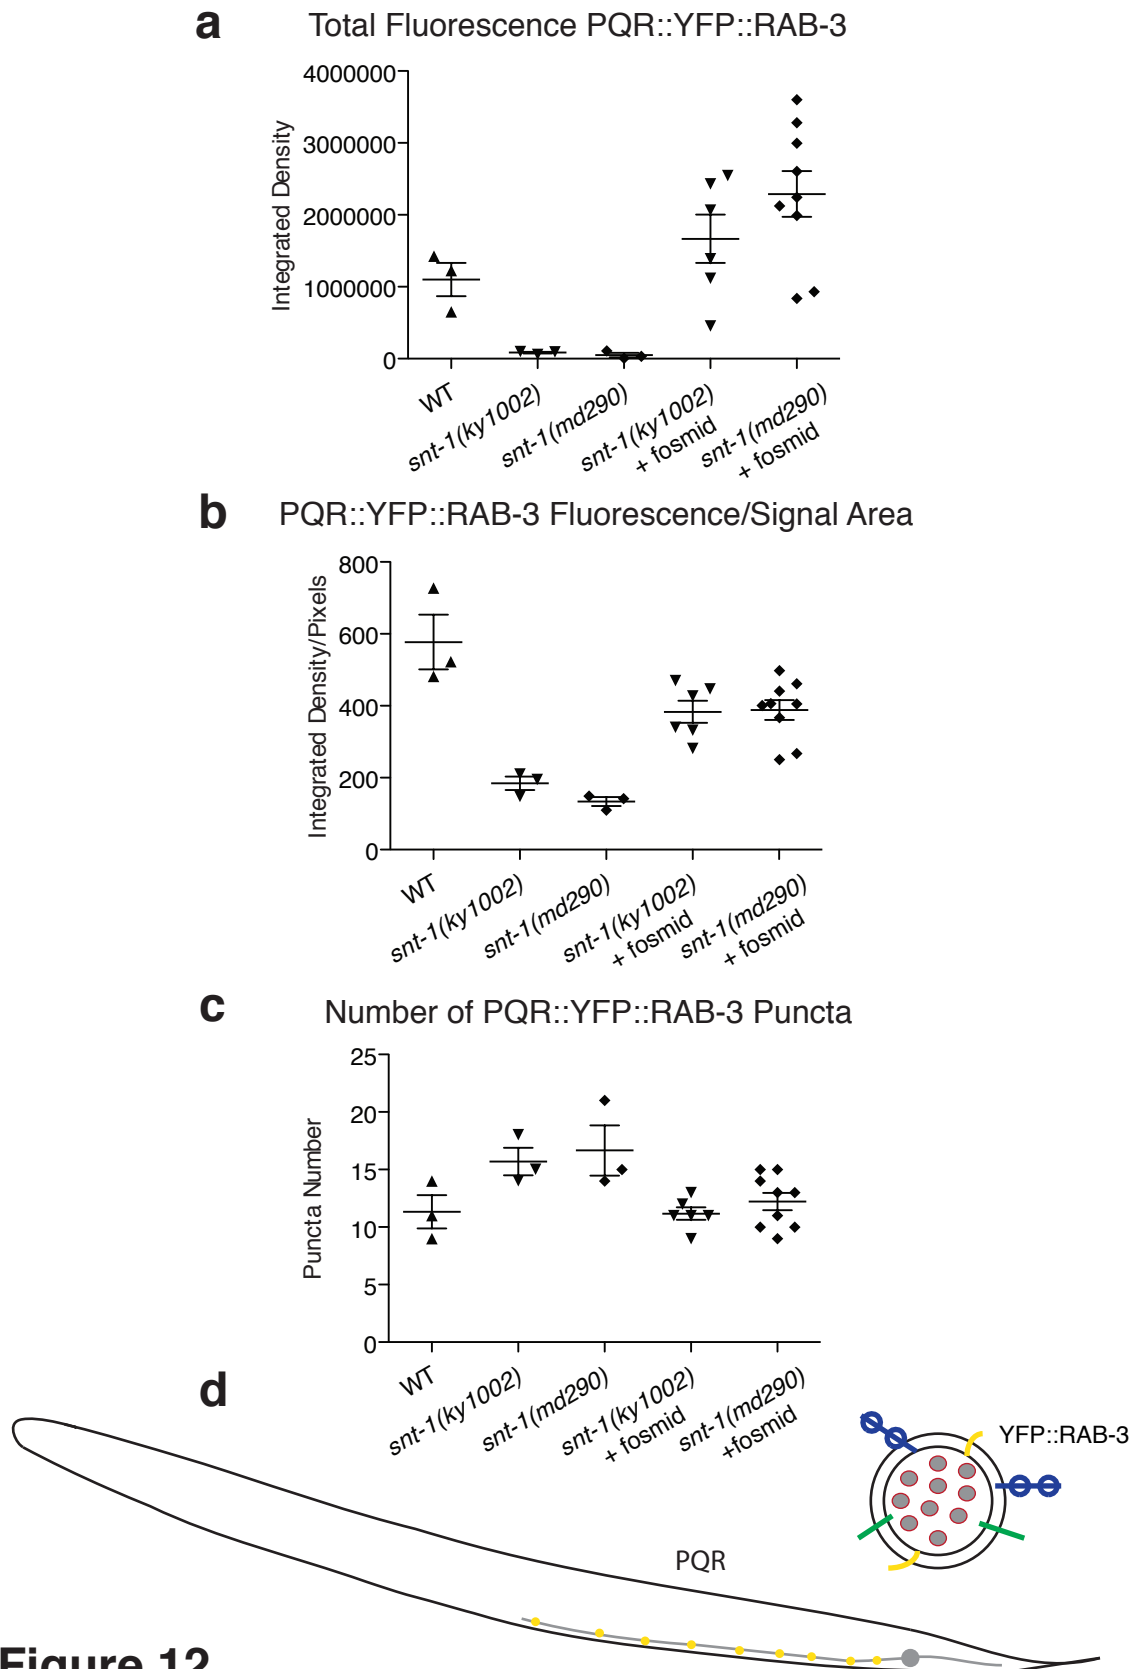 a
Total Fluorescence PQR::YFP::RAB-3
Integrated Density
4000000
3000000
2000000
1000000
0
WT
snt-1(ky1002)
snt-1(md290)
snt-1(ky1002)
+ fosmid
snt-1(md290)
+ fosmid
b
PQR::YFP::RAB-3 Fluorescence/Signal Area
Integrated Density/Pixels
800
600
400
200
0
WT
snt-1(ky1002)
snt-1(md290)
snt-1(ky1002)
+ fosmid
snt-1(md290)
+ fosmid
c
Number of PQR::YFP::RAB-3 Puncta
Puncta Number
25
20
15
10
5
0
WT
snt-1(ky1002)
snt-1(md290)
snt-1(ky1002)
+ fosmid
snt-1(md290)
+fosmid
d
YFP::RAB-3
PQR
Figure 12